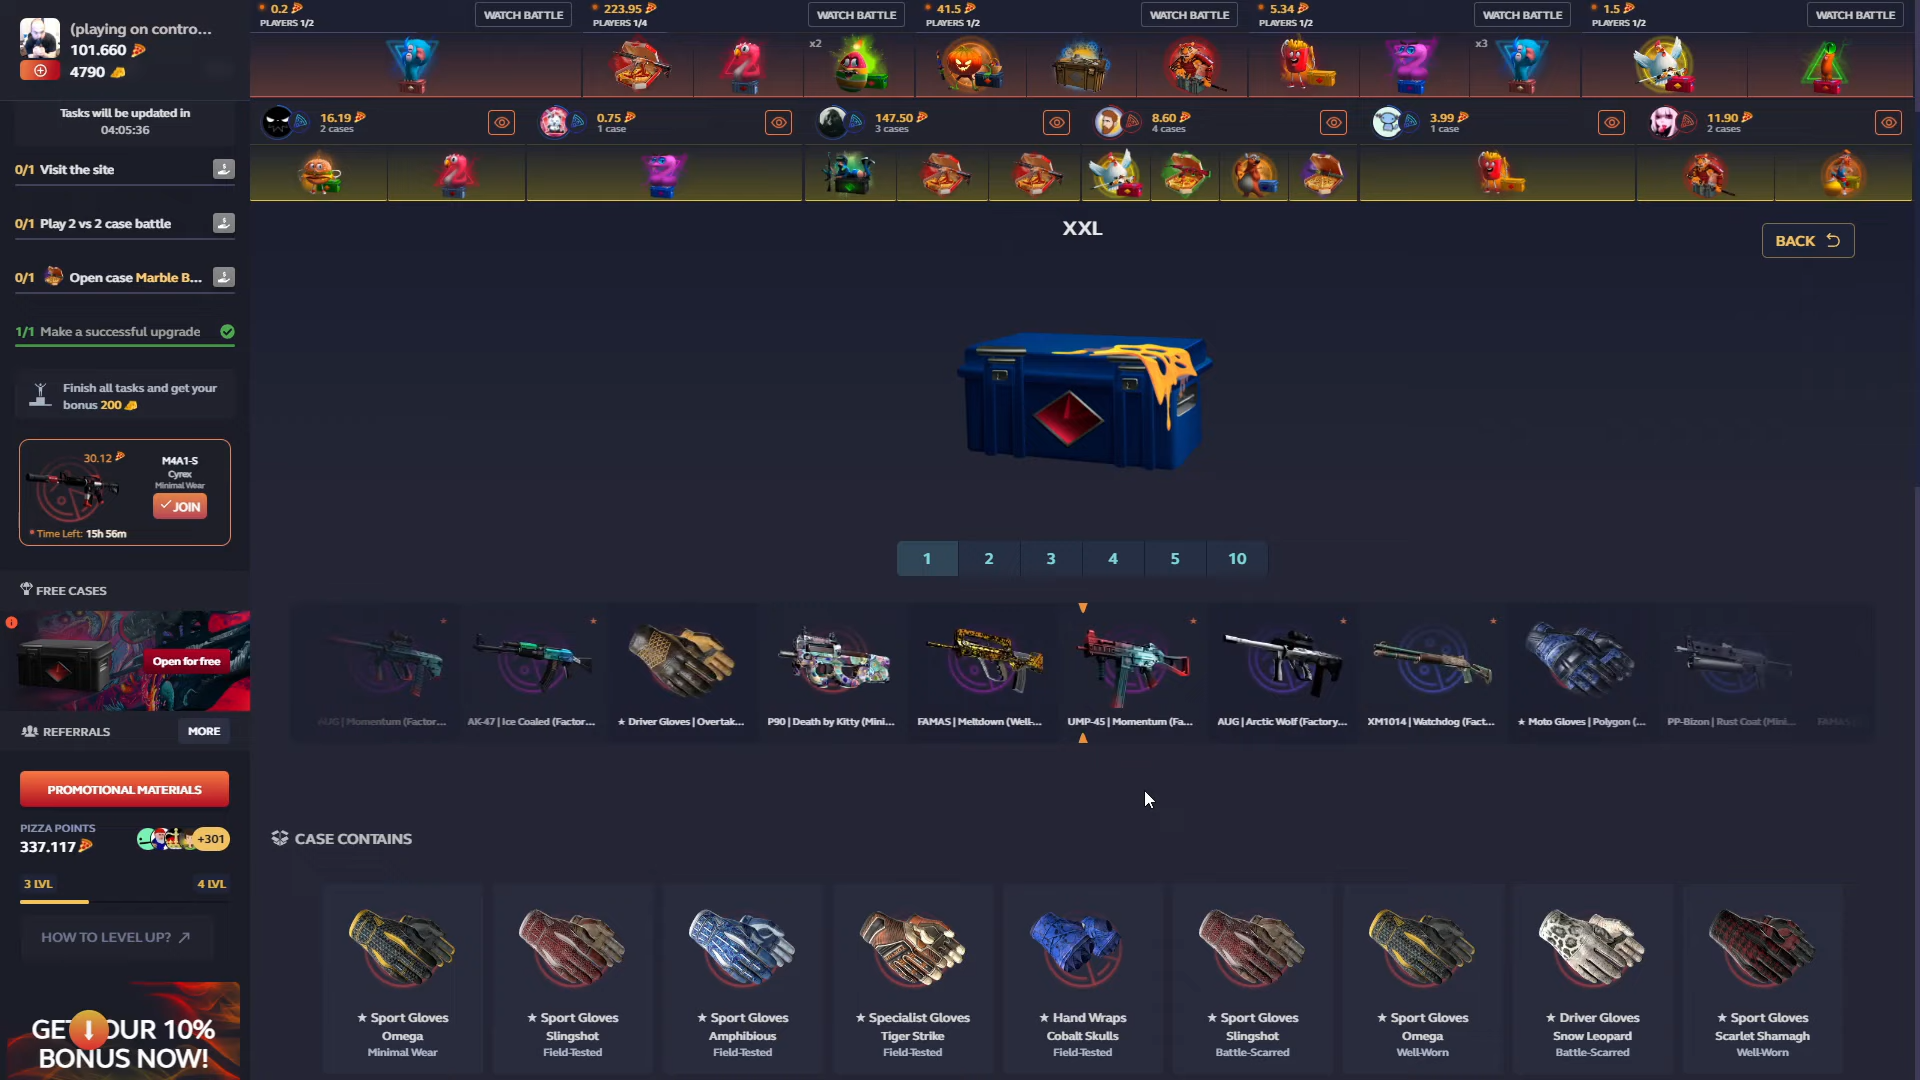 (playing on contro...
101.660
4790
Tasks will be updated in
04:05:36
0/1 Visit the site
0/1 Play 2 vs 2 case battle
0/1 Open case Marble B...
1/1 Make a successful upgrade
Finish all tasks and get your
bonus 200
30.12
M4A1-S
Cyrex
Minimal Wear
JOIN
* Time Left: 15h 56m
FREE CASES
Open for free
REFERRALS
MORE
PROMOTIONAL MATERIALS
PIZZA POINTS
337.117
+301
3 LVL
4 LVL
HOW TO LEVEL UP?
GET YOUR 10%
BONUS NOW!
0.2
PLAYERS 1/2
WATCH BATTLE
223.95
PLAYERS 1/4
WATCH BATTLE
41.5
PLAYERS 1/2
WATCH BATTLE
5.34
PLAYERS 1/2
WATCH BATTLE
1.5
PLAYERS 1/2
WATCH BATTLE
x2
x3
16.19
2 cases
0.75
1 case
147.50
3 cases
8.60
4 cases
3.99
1 case
11.90
2 cases
XXL
BACK
1
2
3
4
5
10
AUG | Momentum (Factor...
AK-47 | Ice Coaled (Factor...
★ Driver Gloves | Overtak...
P90 | Death by Kitty (Mini...
FAMAS | Meltdown (Well-...
UMP-45 | Momentum (Fa...
AUG | Arctic Wolf (Factory...
XM1014 | Watchdog (Fact...
★ Moto Gloves | Polygon (...
PP-Bizon | Rust Coat (Mini...
FAMAS
CASE CONTAINS
★ Sport Gloves
Omega
Minimal Wear
★ Sport Gloves
Slingshot
Field-Tested
★ Sport Gloves
Amphibious
Field-Tested
★ Specialist Gloves
Tiger Strike
Field-Tested
★ Hand Wraps
Cobalt Skulls
Field-Tested
★ Sport Gloves
Slingshot
Battle-Scarred
★ Sport Gloves
Omega
Well-Worn
★ Driver Gloves
Snow Leopard
Battle-Scarred
★ Sport Gloves
Scarlet Shamagh
Well-Worn